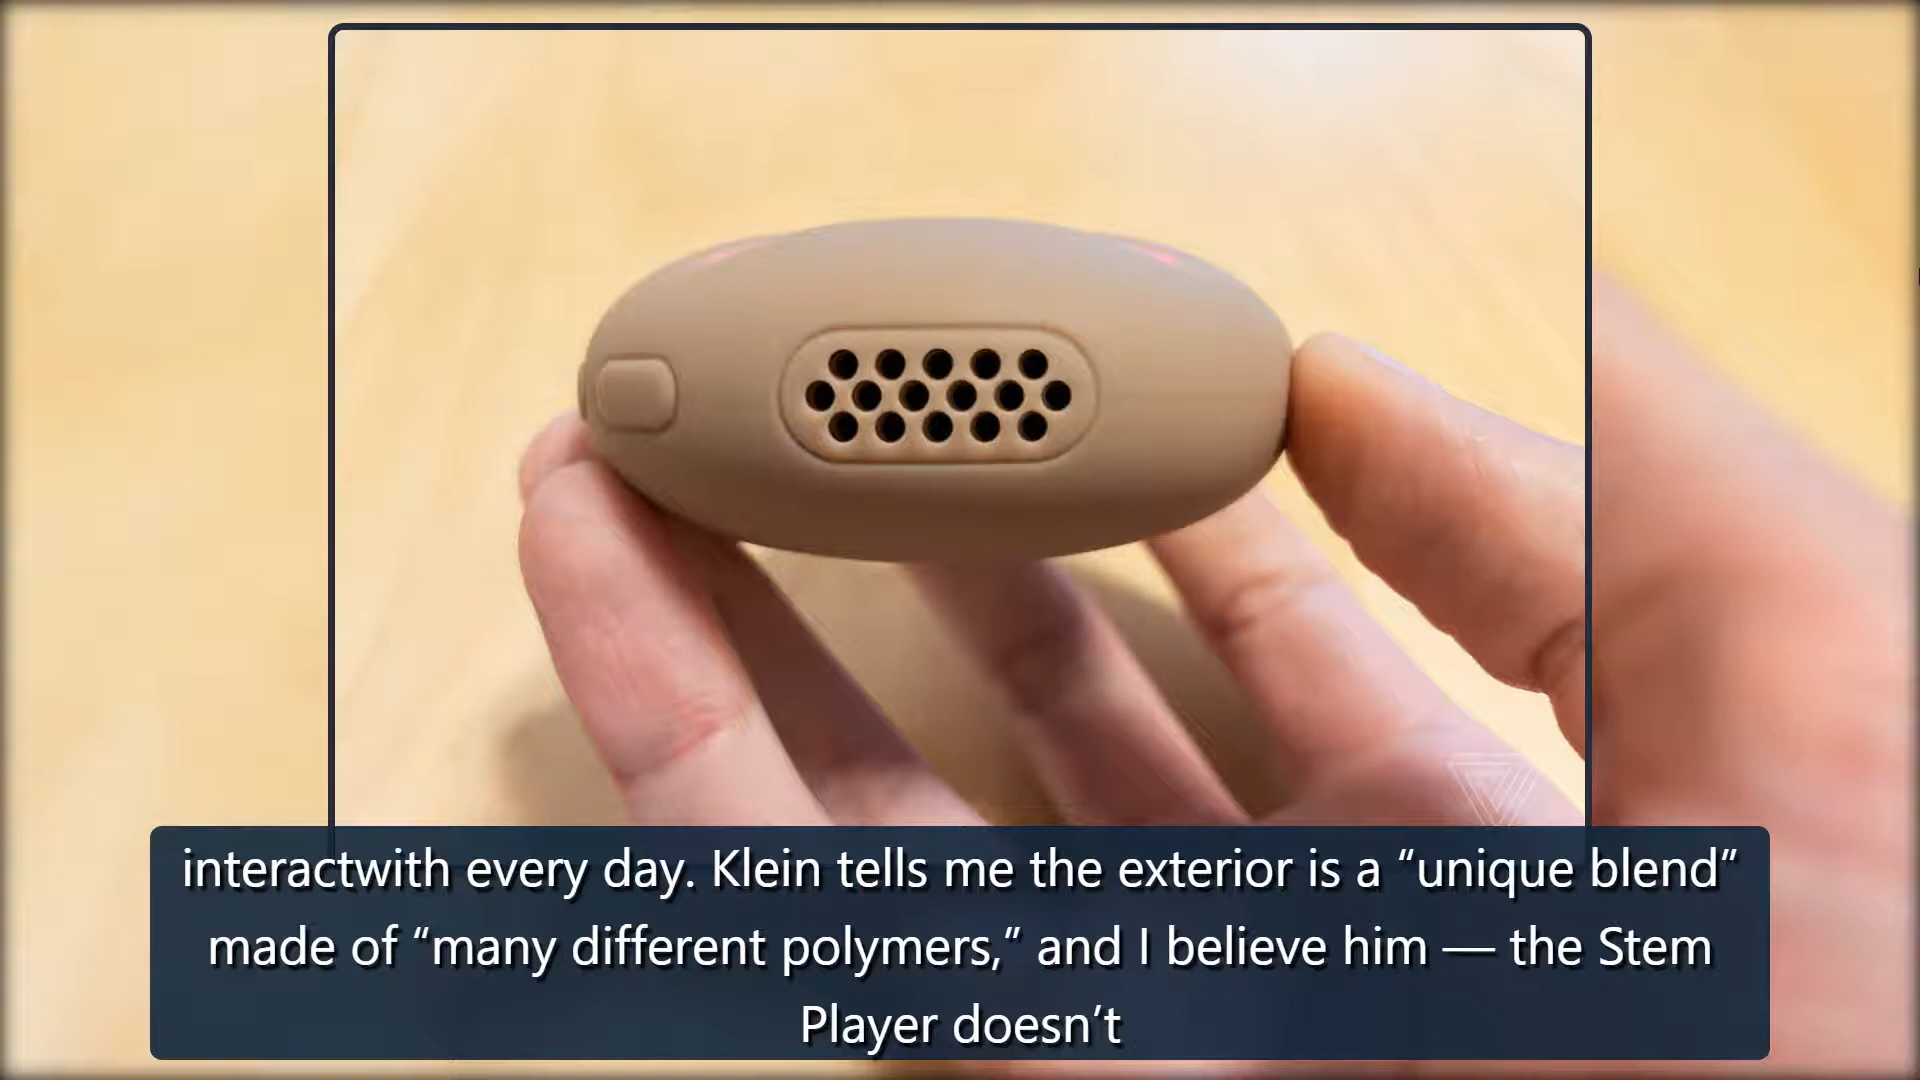 interactwith every day. Klein tells me the exterior is a “unique blend”
made of “many different polymers,” and I believe him — the Stem
Player doesn’t